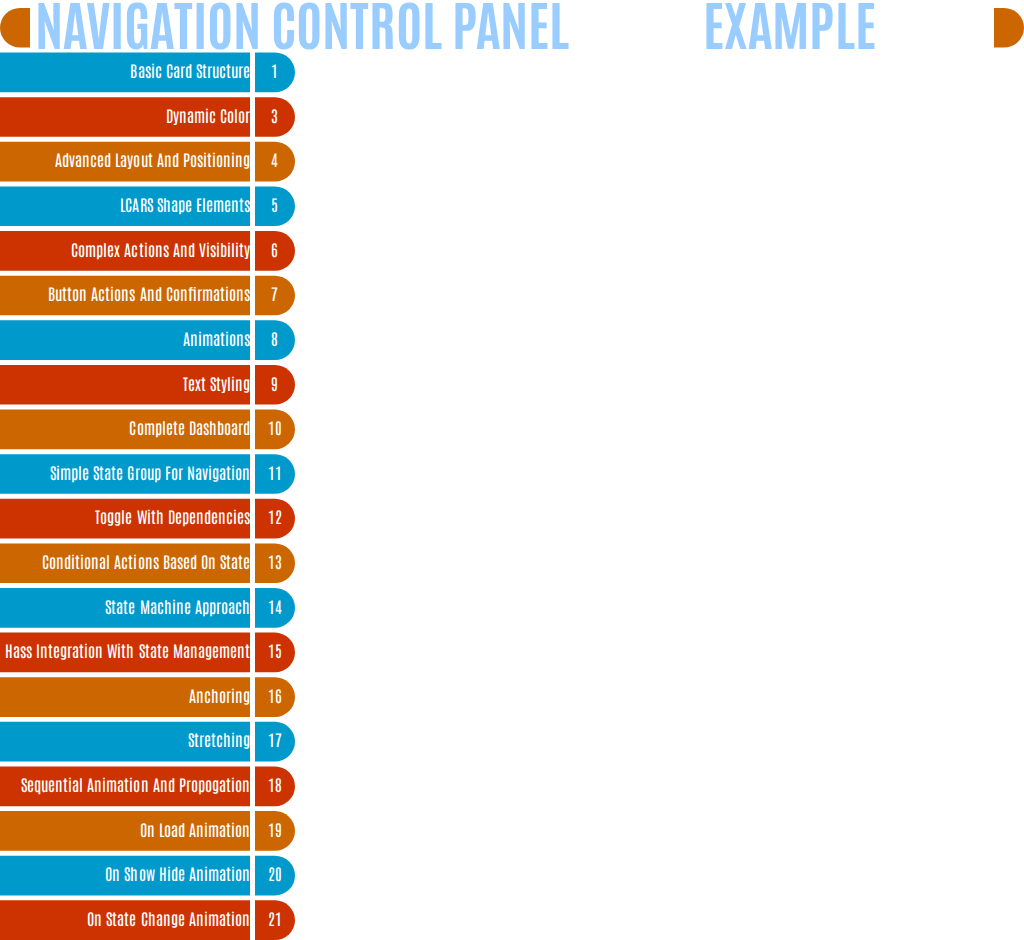 NAVIGATION CONTROL PANEL EXAMPLE
Basic Card Structure 1
Dynamic Color 3
Advanced Layout And Positioning 4
LCARS Shape Elements 5
Complex Actions And Visibility 6
Button Actions And Confirmations 7
Animations 8
Text Styling 9
Complete Dashboard 10
Simple State Group For Navigation 11
Toggle With Dependencies 12
Conditional Actions Based On State 13
State Machine Approach 14
Hass Integration With State Management 15
Anchoring 16
Stretching 17
Sequential Animation And Propogation 18
On Load Animation 19
On Show Hide Animation 20
On State Change Animation 21